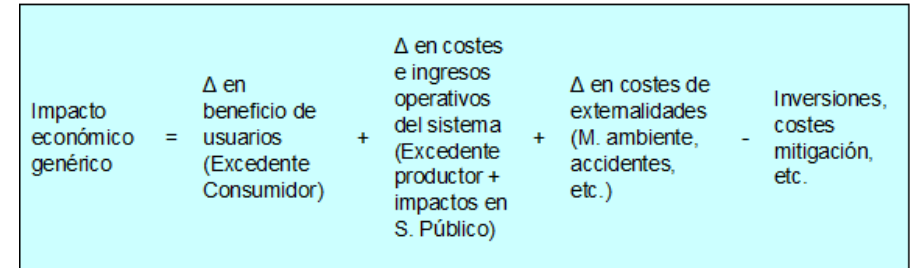 Impacto
económico
genérico
=
Δ en
beneficio de
usuarios
(Excedente
Consumidor)
+
Δ en costes
e ingresos
operativos
del sistema
(Excedente
productor +
impactos en
S. Público)
+
Δ en costes de
externalidades
(M. ambiente,
accidentes,
etc.)
-
Inversiones,
costes
mitigación,
etc.